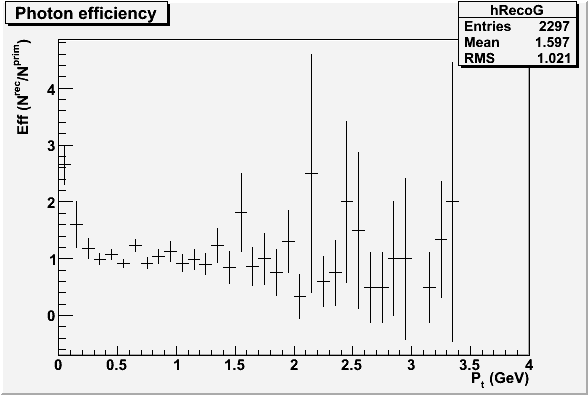 Photon efficiency
hRecoG
Entries 2297
Mean 1.597
RMS 1.021
Eff (N^rec/N^prim)
4
3
2
1
0
0 0.5 1 1.5 2 2.5 3 3.5 4
P_t (GeV)